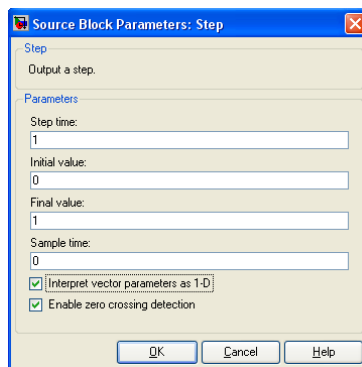 Source Block Parameters: Step
Step
Output a step.
Parameters
Step time:
1
Initial value:
0
Final value:
1
Sample time:
0
Interpret vector parameters as 1-D
Enable zero crossing detection
OK Cancel Help